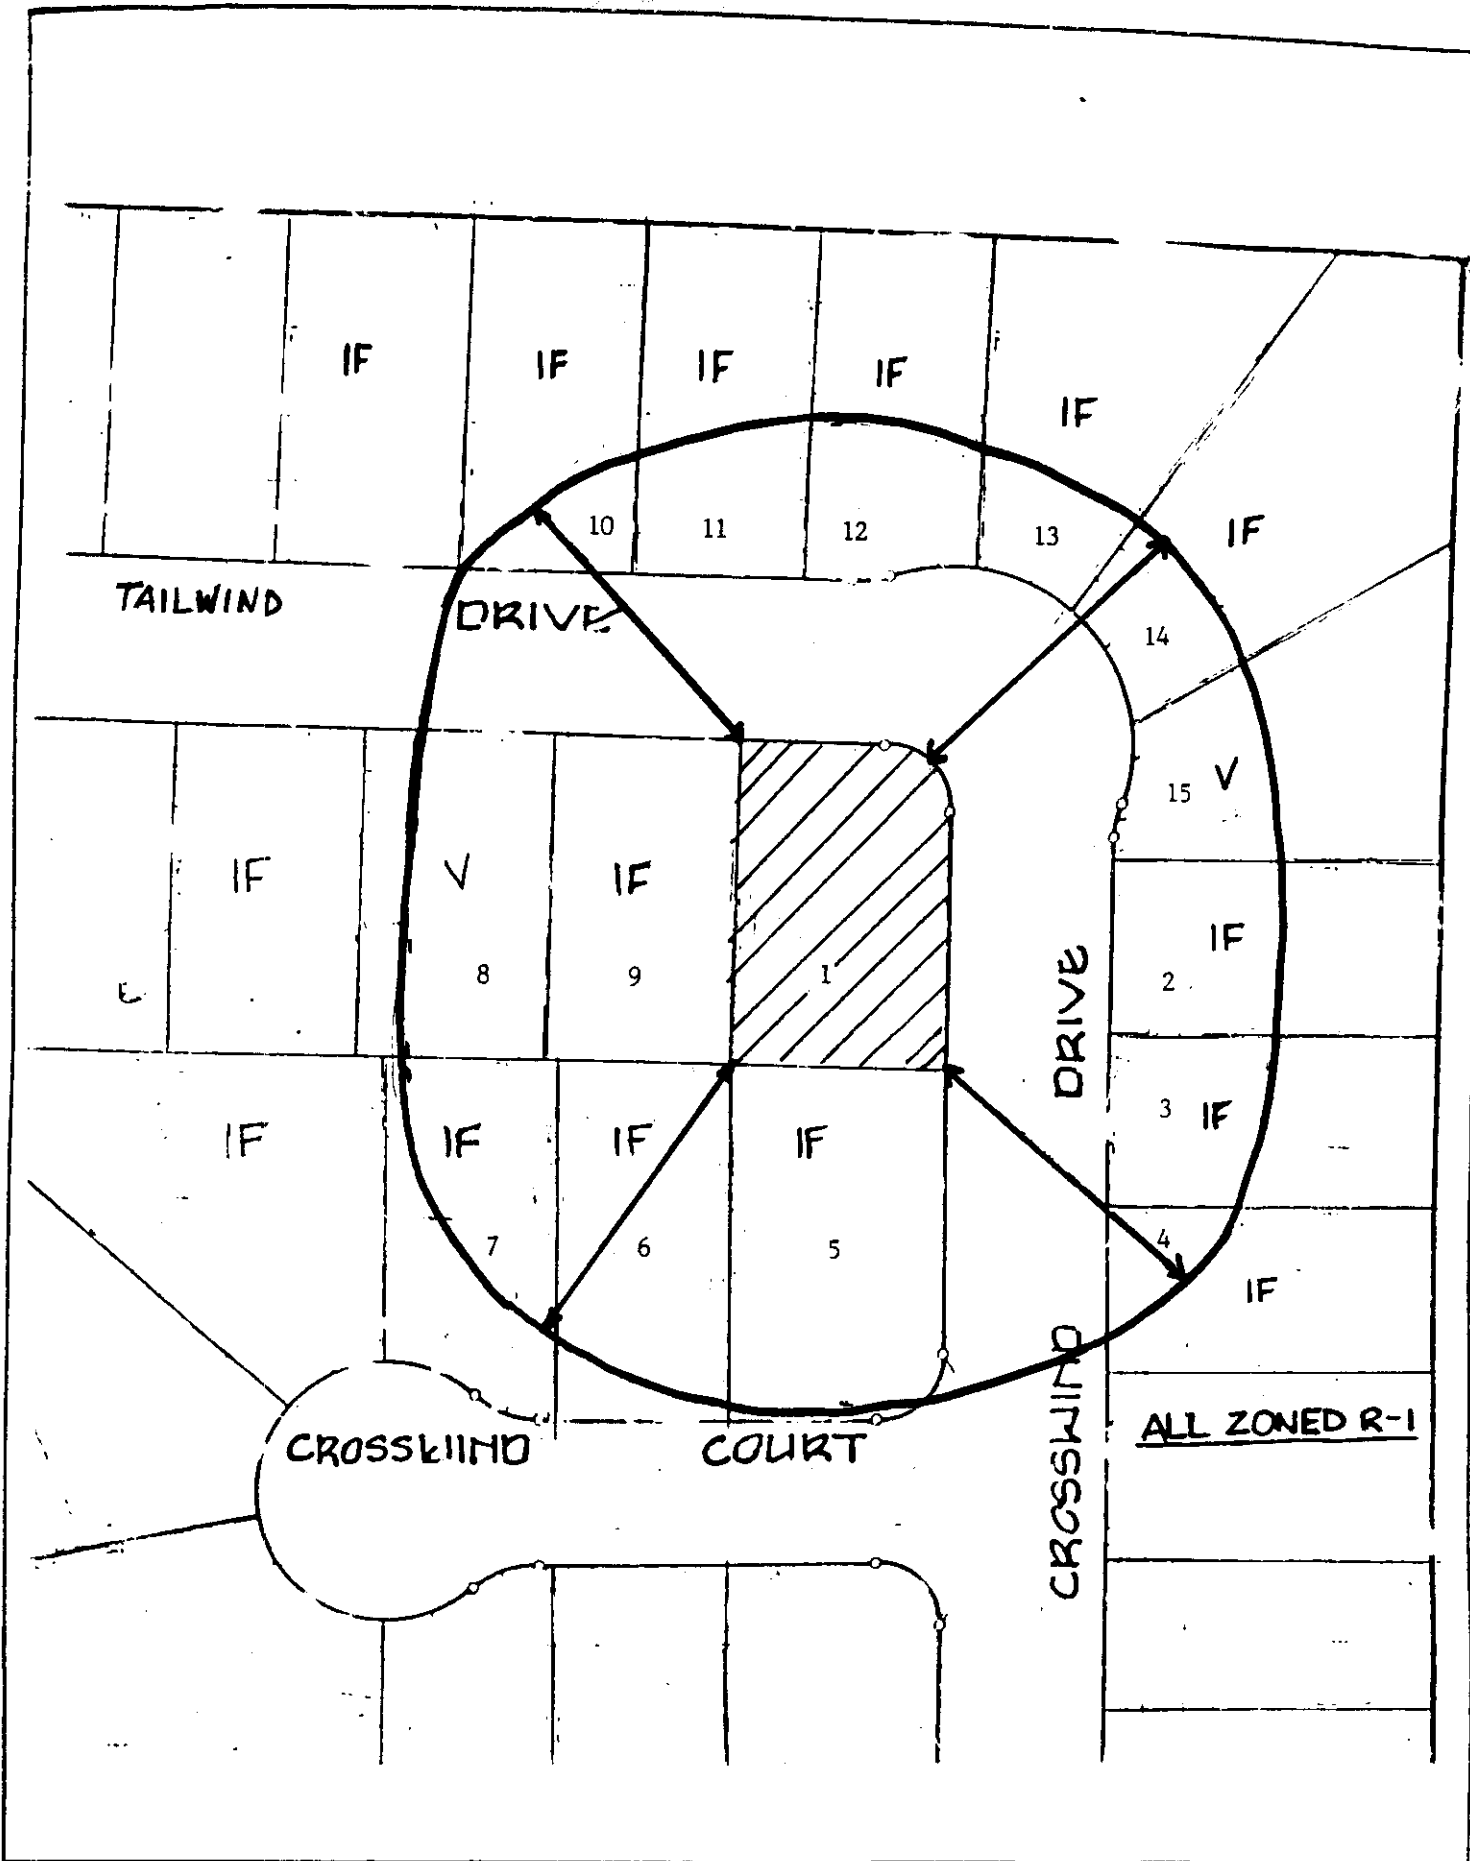 IF IF IF IF
IF
IF
10 11 12 13
TAILWIND DRIVE
14
15 V
IF V IF
8 9 1
IF
2
DRIVE
3 IF
IF IF IF IF
7 6 5
4
IF
CROSSWIND
CROSSWIND COURT
ALL ZONED R-1